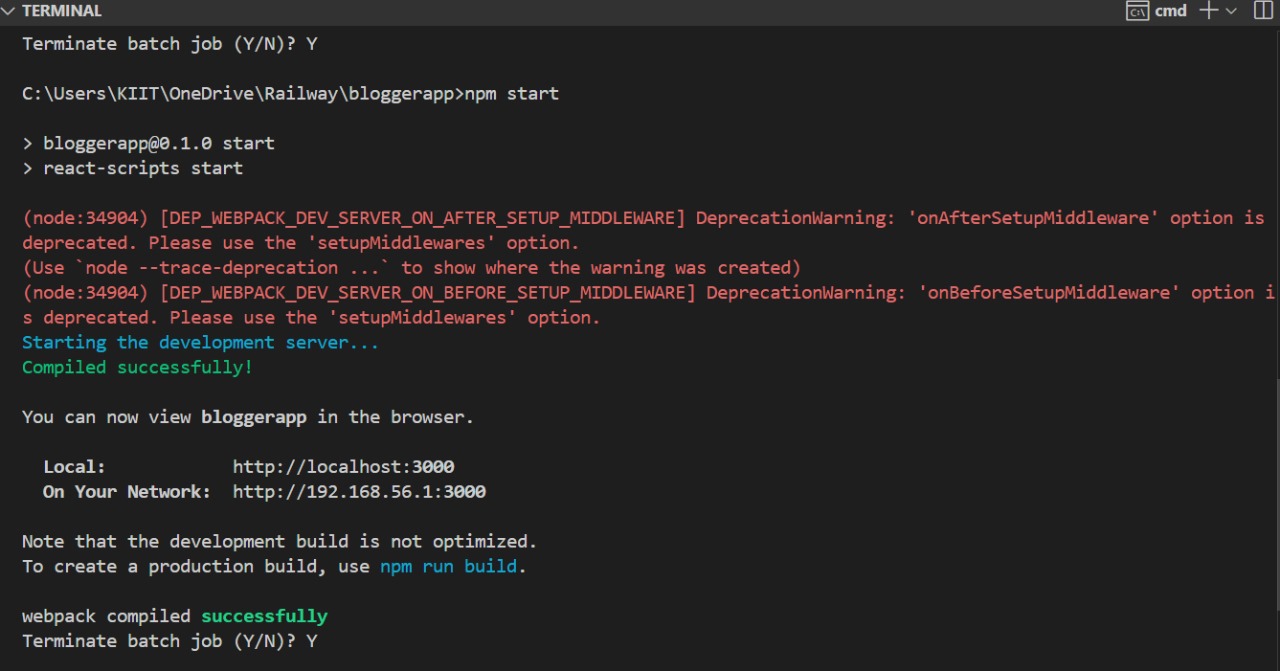 TERMINAL
cmd
Terminate batch job (Y/N)? Y
C:\Users\KIIT\OneDrive\Railway\bloggerapp>npm start
> bloggerapp@0.1.0 start
> react-scripts start
(node:34904) [DEP_WEBPACK_DEV_SERVER_ON_AFTER_SETUP_MIDDLEWARE] DeprecationWarning: 'onAfterSetupMiddleware' option is
deprecated. Please use the 'setupMiddlewares' option.
(Use `node --trace-deprecation ...` to show where the warning was created)
(node:34904) [DEP_WEBPACK_DEV_SERVER_ON_BEFORE_SETUP_MIDDLEWARE] DeprecationWarning: 'onBeforeSetupMiddleware' option i
s deprecated. Please use the 'setupMiddlewares' option.
Starting the development server...
Compiled successfully!
You can now view bloggerapp in the browser.
Local: http://localhost:3000
On Your Network: http://192.168.56.1:3000
Note that the development build is not optimized.
To create a production build, use npm run build.
webpack compiled successfully
Terminate batch job (Y/N)? Y